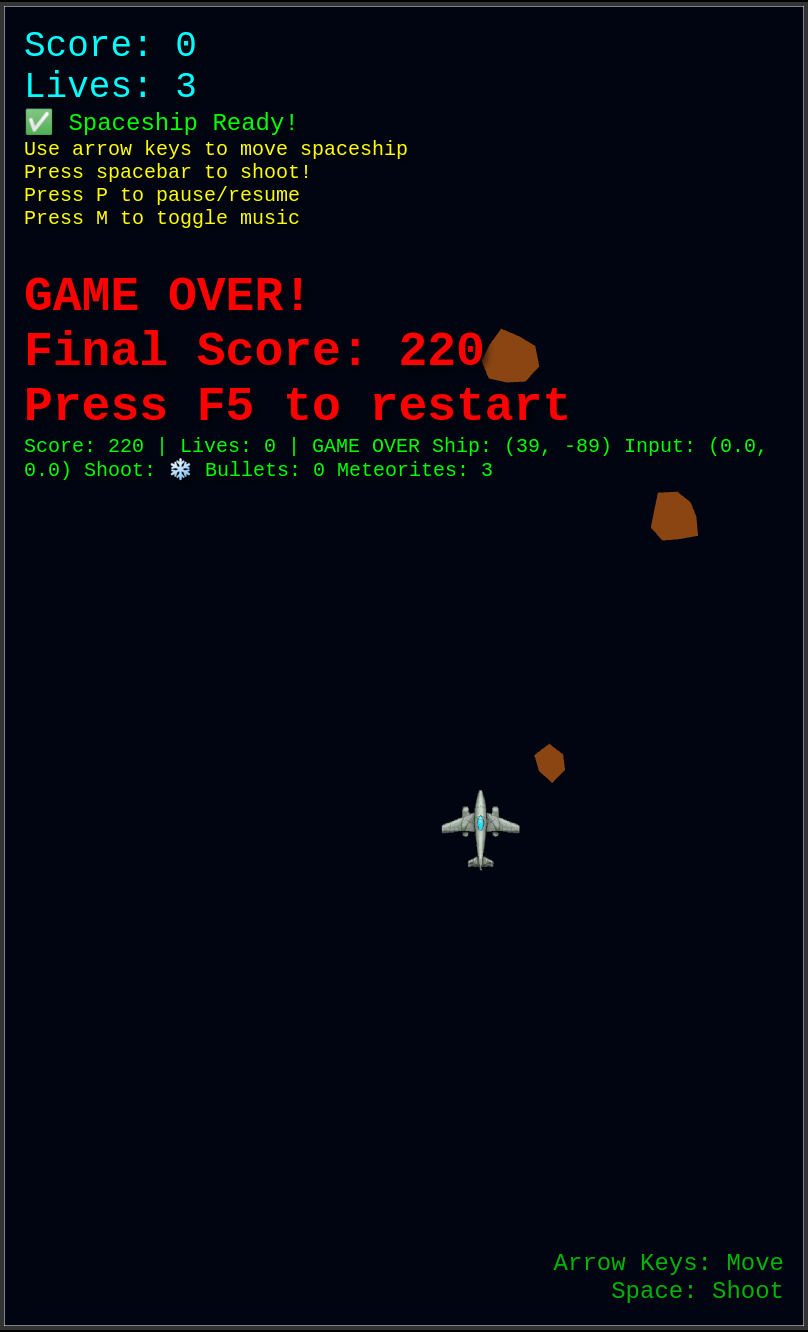 Score: 0
Lives: 3
✅ Spaceship Ready!
Use arrow keys to move spaceship
Press spacebar to shoot!
Press P to pause/resume
Press M to toggle music
GAME OVER!
Final Score: 220
Press F5 to restart
Score: 220 | Lives: 0 | GAME OVER Ship: (39, -89) Input: (0.0,
0.0) Shoot: ❄️ Bullets: 0 Meteorites: 3
Arrow Keys: Move
Space: Shoot